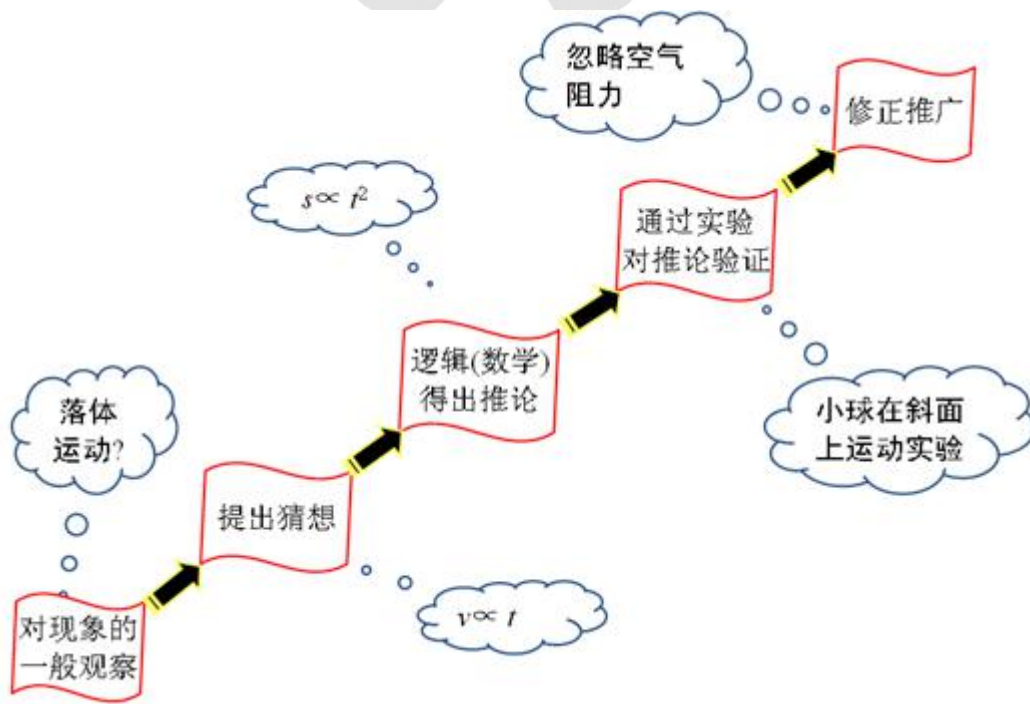 忽略空气
阻力
修正推广
s∝ t²
通过实验
对推论验证
逻辑(数学)
得出推论
落体
运动?
小球在斜面
上运动实验
提出猜想
v∝ t
对现象的
一般观察